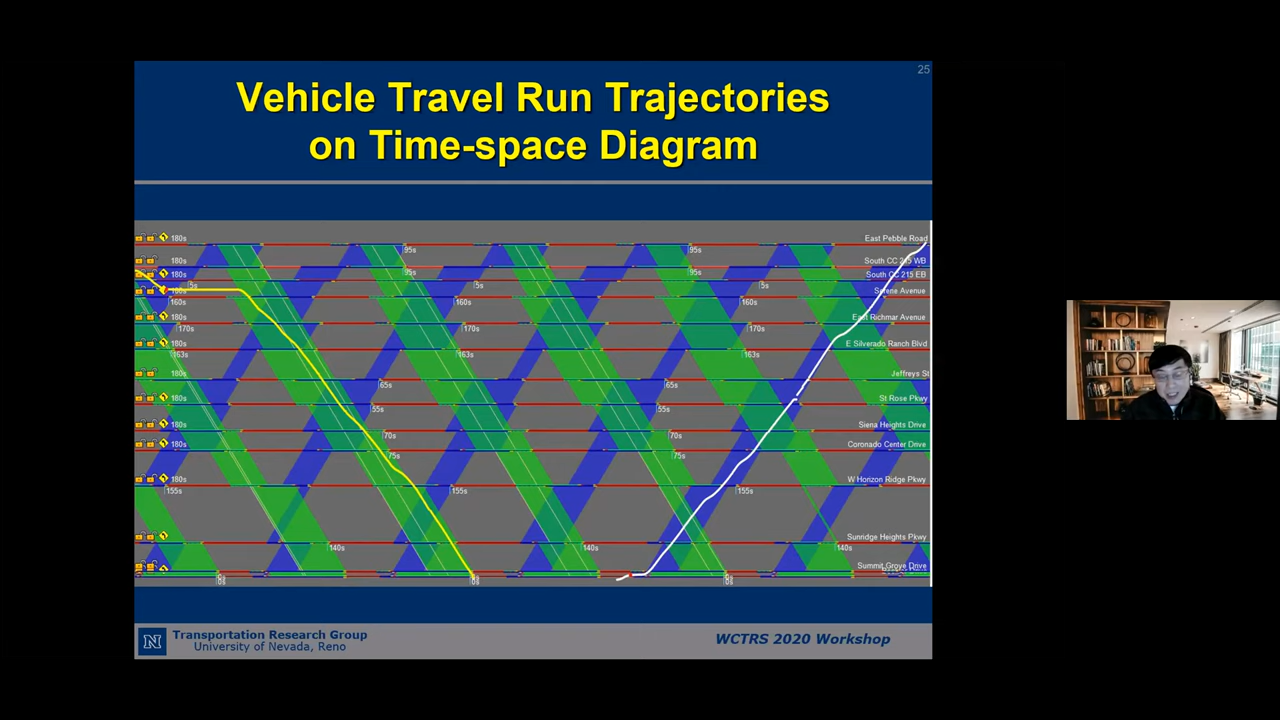 25
Vehicle Travel Run Trajectories
on Time-space Diagram
180s
95s
95s
East Pebble Road
180s
95s
95s
South CC 215 WB
180s
5s
5s
5s
South CC 215 EB
160s
160s
160s
Serene Avenue
180s
170s
170s
170s
East Richmar Avenue
180s
163s
163s
163s
E Silverado Ranch Blvd
180s
65s
65s
Jeffreys St
180s
55s
55s
St Rose Pkwy
180s
70s
70s
Siena Heights Drive
180s
75s
75s
Coronado Center Drive
180s
155s
155s
155s
W Horizon Ridge Pkwy
140s
140s
140s
Sunridge Heights Pkwy
Summit Grove Drive
0s
0s
0s
N
Transportation Research Group
University of Nevada, Reno
WCTRS 2020 Workshop